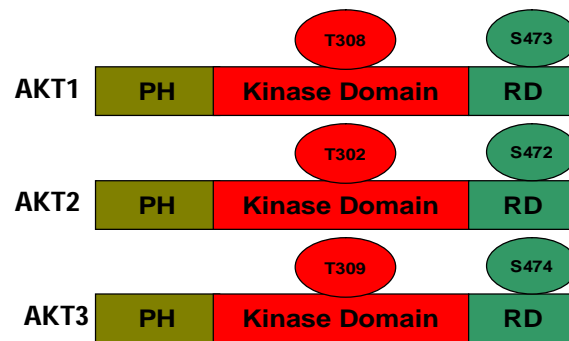 T308 S473
AKT1 PH Kinase Domain RD
T302 S472
AKT2 PH Kinase Domain RD
T309 S474
AKT3 PH Kinase Domain RD